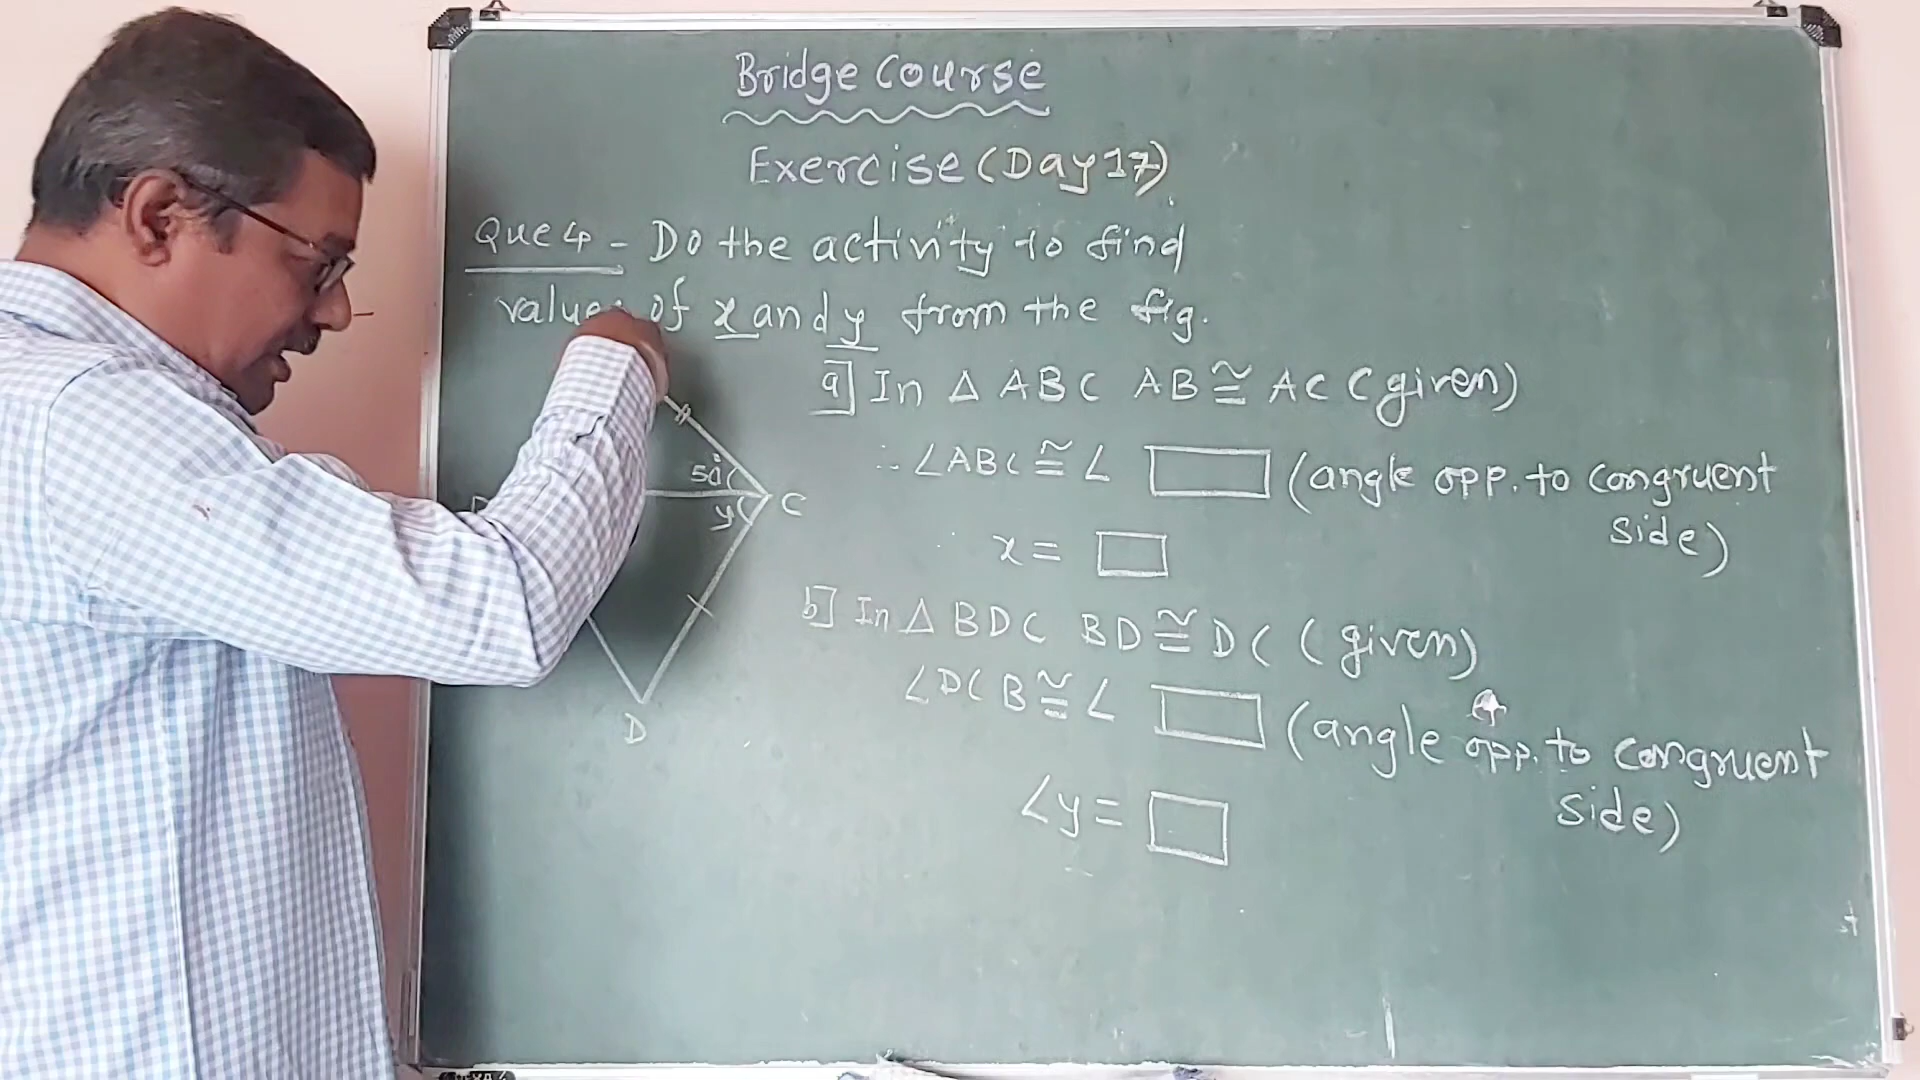 Bridge Course
Exercise (Day 17)
Que 4 - Do the activity to find
values of x and y from the fig.
a] In △ ABC AB ≅ AC (given)
∴ ∠ABC ≅ ∠ (angle opp. to congruent
side)
∴ x =
b] In △ BDC BD ≅ DC (given)
∠DCB ≅ ∠ (angle opp. to congruent
side)
∠y =
50°
y
C
D